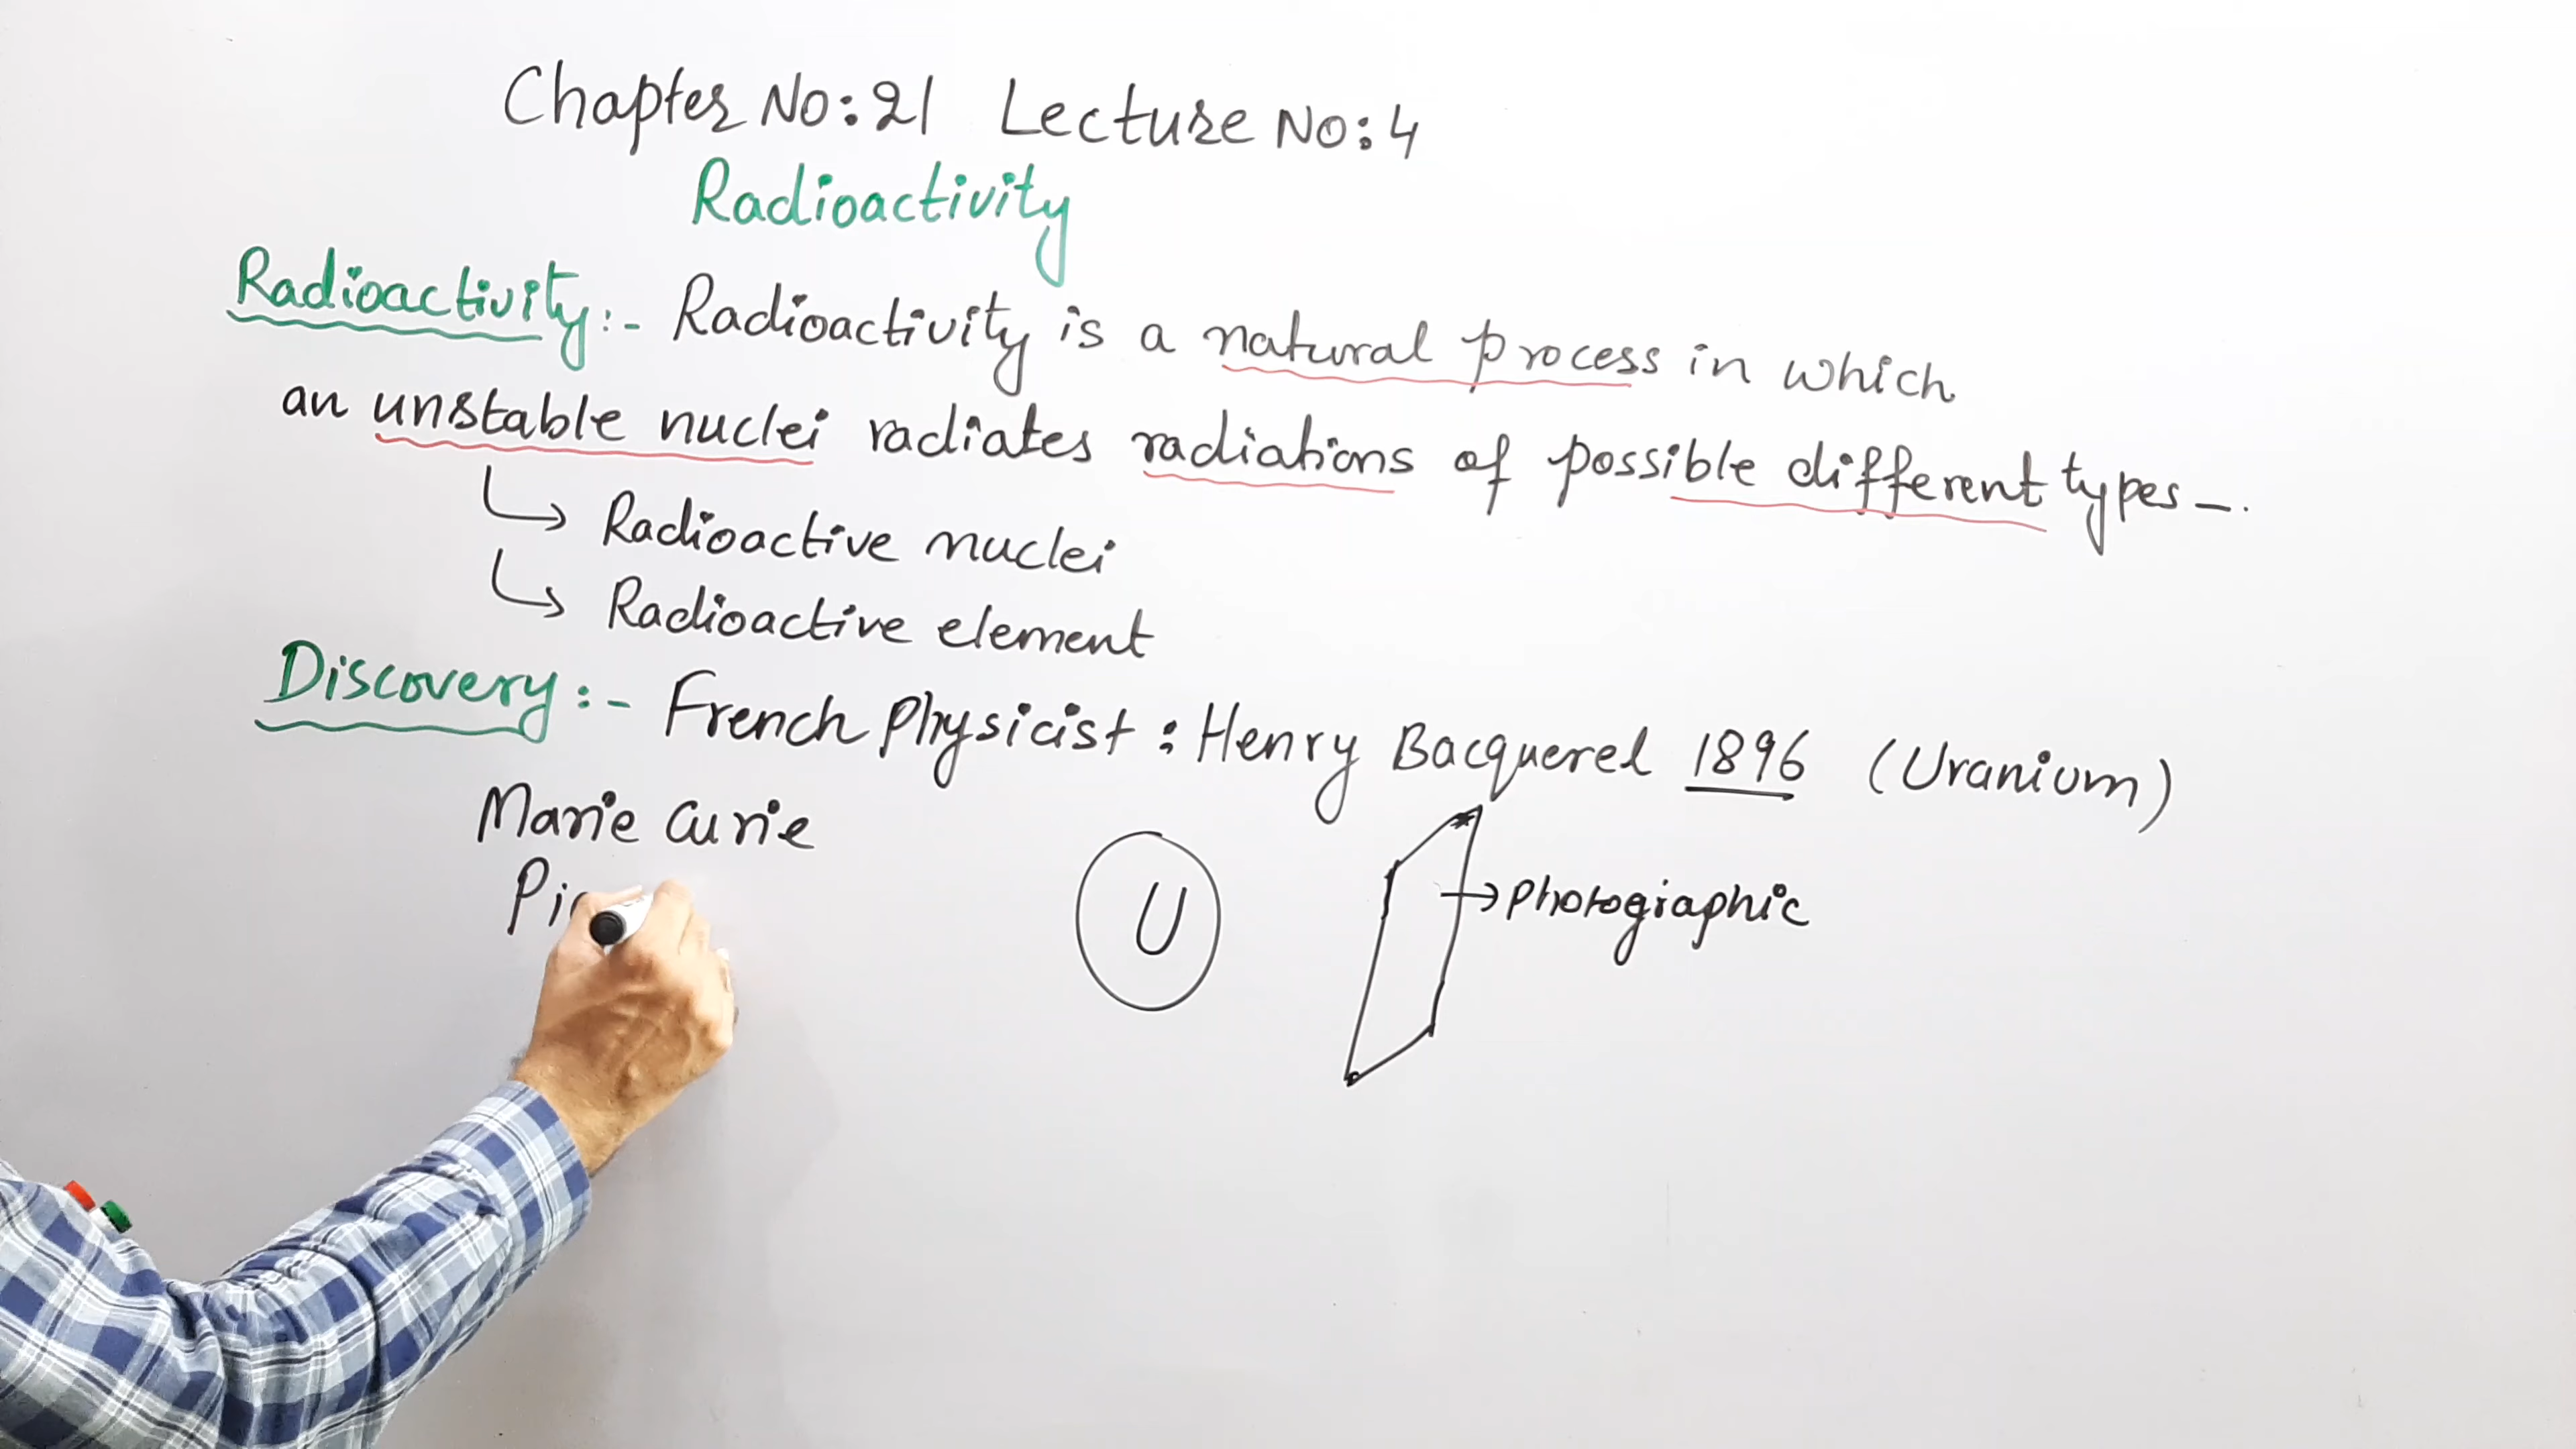 Chapter No:21 Lecture No:4
Radioactivity
Radioactivity:- Radioactivity is a natural process in which
an unstable nuclei radiates radiations of possible different types-.
↳ Radioactive nuclei
↳ Radioactive element
Discovery:- French Physicist : Henry Bacquerel 1896 (Uranium)
Marie Curie
U
→ Photographic